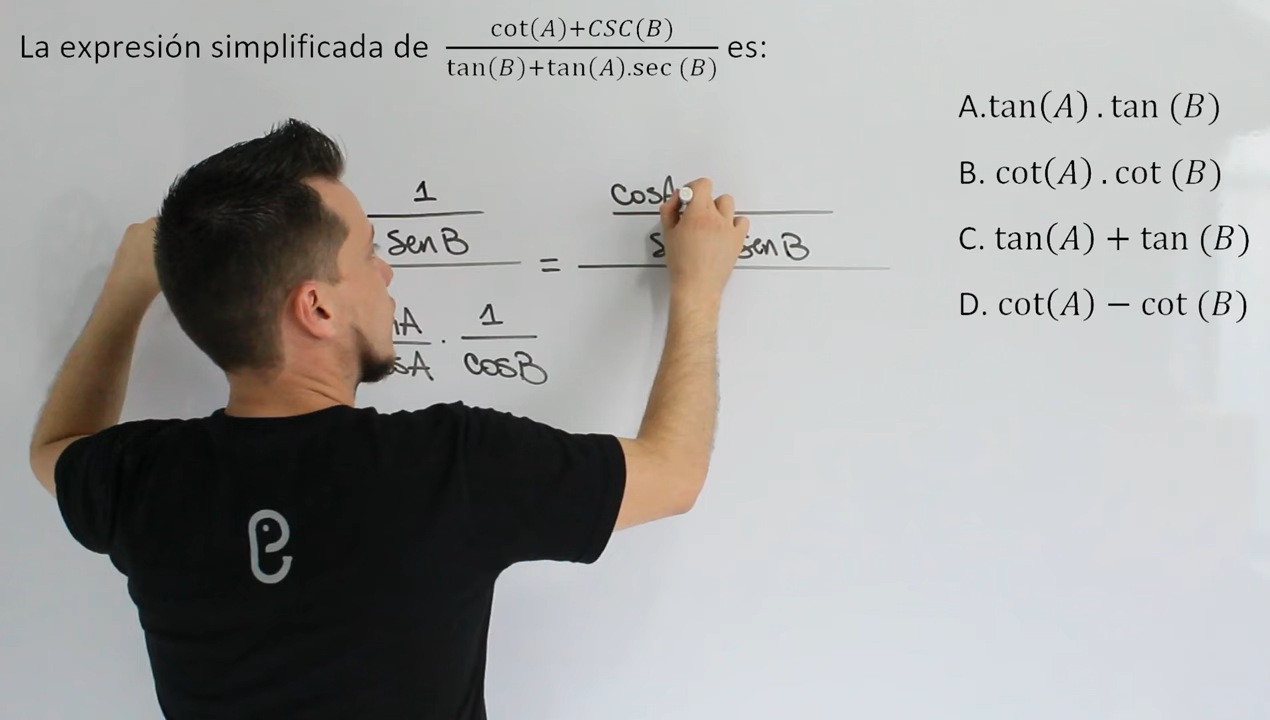 La expresión simplificada de cot(A)+CSC(B) / tan(B)+tan(A).sec (B) es:
A.tan(A) . tan (B)
B. cot(A) . cot (B)
C. tan(A) + tan (B)
D. cot(A) − cot (B)
1
SenB
=
cosA
senB
1
·
cosB